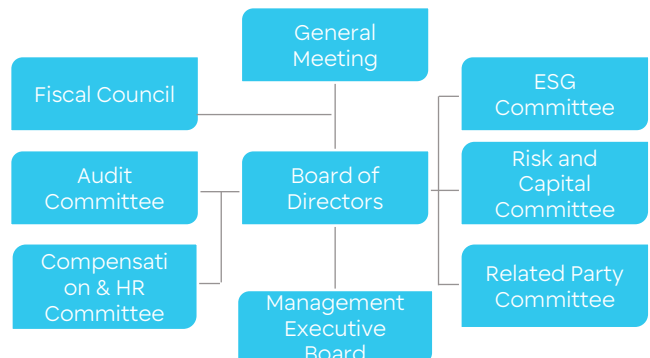 General
Meeting
Fiscal Council
ESG
Committee
Audit
Committee
Board of
Directors
Risk and
Capital
Committee
Compensati
on & HR
Committee
Management
Executive
Board
Related Party
Committee